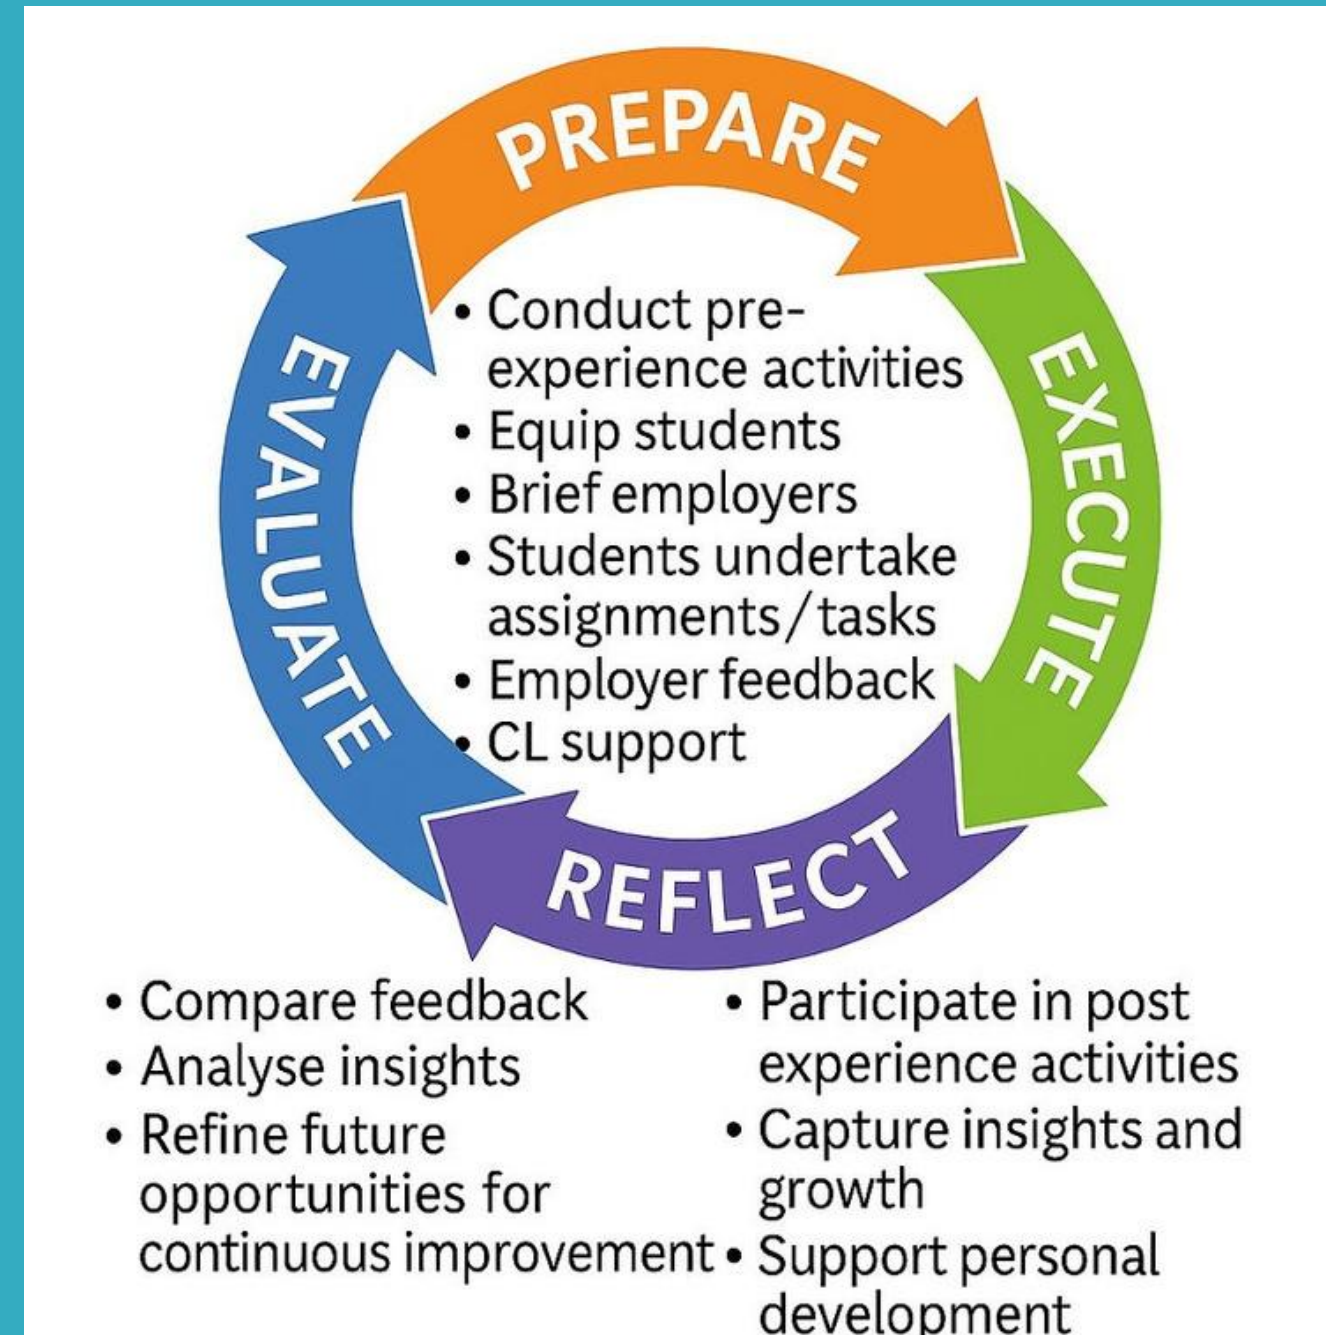 PREPARE
EXECUTE
REFLECT
EVALUATE
• Conduct pre-
experience activities
• Equip students
• Brief employers
• Students undertake
assignments/tasks
• Employer feedback
• CL support
• Compare feedback
• Analyse insights
• Refine future
opportunities for
continuous improvement
• Participate in post
experience activities
• Capture insights and
growth
• Support personal
development